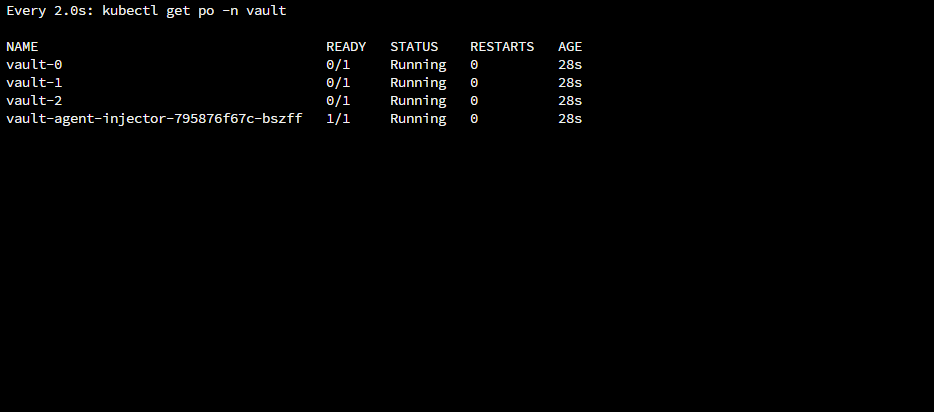 Every 2.0s: kubectl get po -n vault
NAME READY STATUS RESTARTS AGE
vault-0 0/1 Running 0 28s
vault-1 0/1 Running 0 28s
vault-2 0/1 Running 0 28s
vault-agent-injector-795876f67c-bszff 1/1 Running 0 28s